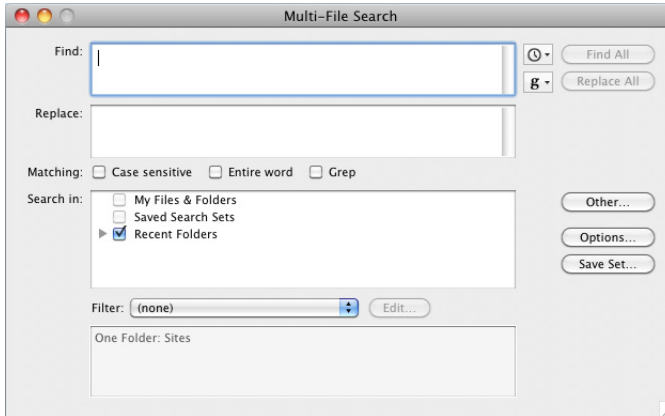 Multi-File Search
Find:
Find All
g
Replace All
Replace:
Matching: Case sensitive Entire word Grep
Search in: My Files & Folders
Saved Search Sets
Recent Folders
Other...
Options...
Save Set...
Filter: (none) Edit...
One Folder: Sites